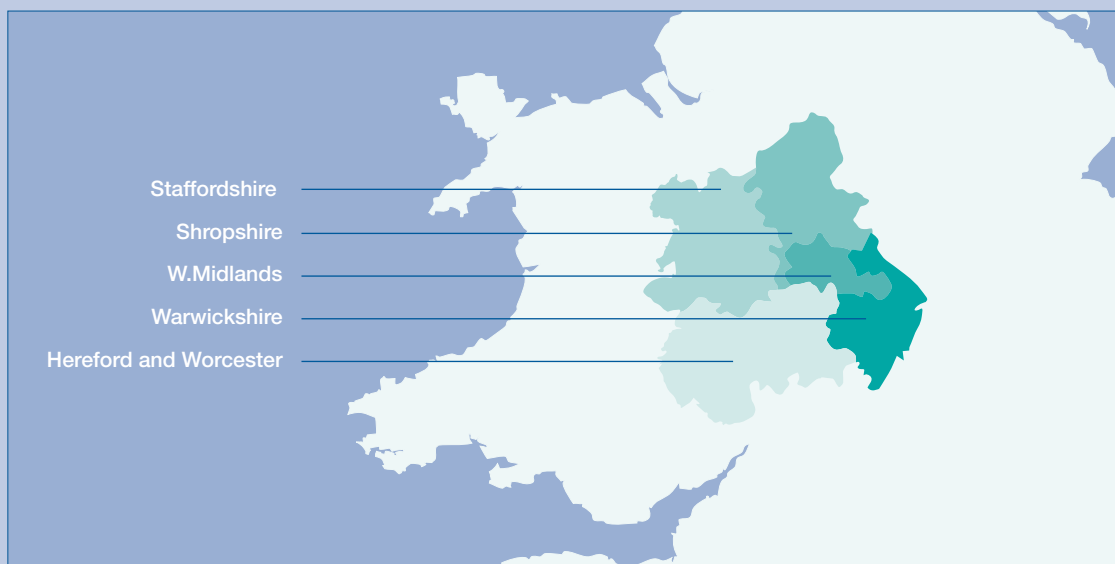 Staffordshire
Shropshire
W.Midlands
Warwickshire
Hereford and Worcester